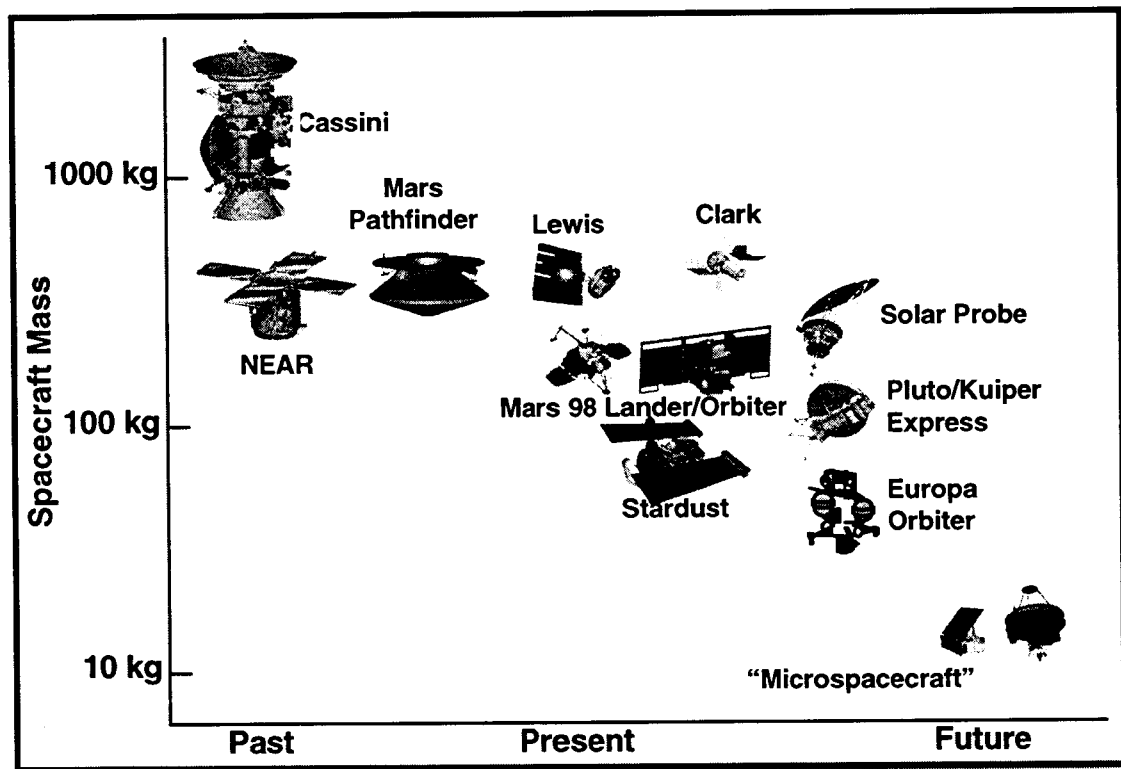 Cassini
1000 kg
Mars
Pathfinder
Lewis
Clark
Solar Probe
NEAR
Spacecraft Mass
Pluto/Kuiper
Express
Mars 98 Lander/Orbiter
100 kg
Stardust
Europa
Orbiter
10 kg
“Microspacecraft”
Past
Present
Future